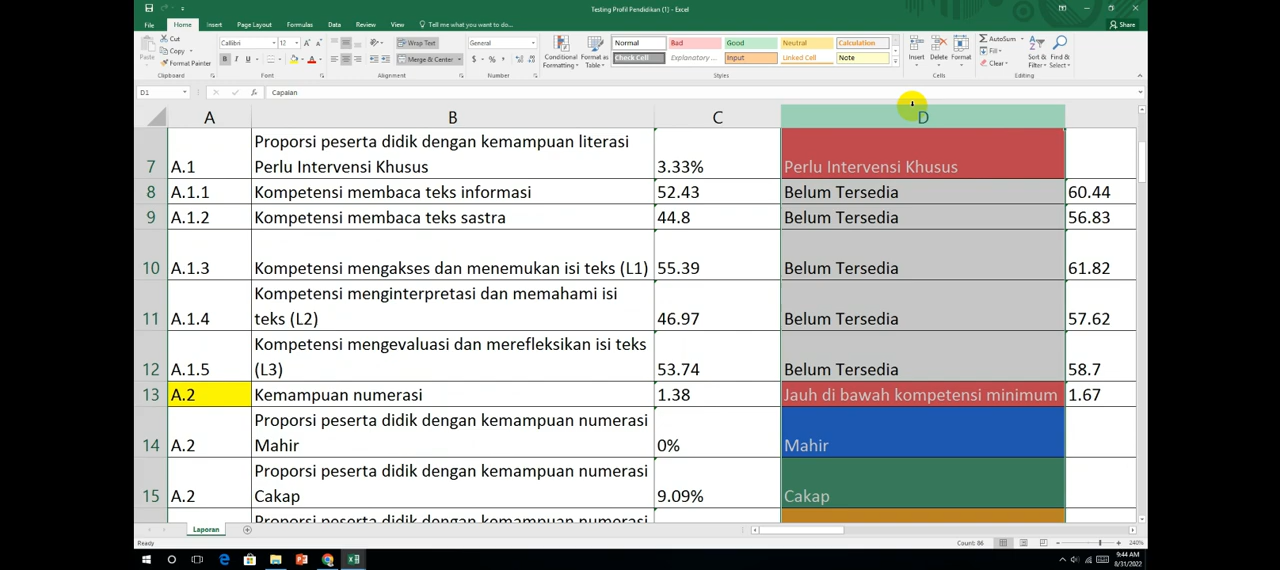 Testing Profil Pendidikan (1) - Excel
File Home Insert Page Layout Formulas Data Review View Tell me what you want to do... Share
Cut
Copy
Format Painter
Paste
Clipboard
Calibri 12
B I U
Font
Wrap Text
Merge & Center
Alignment
General
$ %
Number
Conditional Formatting
Format as Table
Normal Bad Good Neutral Calculation
Check Cell Explanatory ... Input Linked Cell Note
Styles
Insert Delete Format
Cells
AutoSum
Fill
Clear
Sort & Filter
Find & Select
Editing
D1 fx Capaian
A B C D
Proporsi peserta didik dengan kemampuan literasi
7 A.1 Perlu Intervensi Khusus 3.33% Perlu Intervensi Khusus
8 A.1.1 Kompetensi membaca teks informasi 52.43 Belum Tersedia 60.44
9 A.1.2 Kompetensi membaca teks sastra 44.8 Belum Tersedia 56.83
10 A.1.3 Kompetensi mengakses dan menemukan isi teks (L1) 55.39 Belum Tersedia 61.82
Kompetensi menginterpretasi dan memahami isi
11 A.1.4 teks (L2) 46.97 Belum Tersedia 57.62
Kompetensi mengevaluasi dan merefleksikan isi teks
12 A.1.5 (L3) 53.74 Belum Tersedia 58.7
13 A.2 Kemampuan numerasi 1.38 Jauh di bawah kompetensi minimum 1.67
Proporsi peserta didik dengan kemampuan numerasi
14 A.2 Mahir 0% Mahir
Proporsi peserta didik dengan kemampuan numerasi
15 A.2 Cakap 9.09% Cakap
Proporsi peserta didik dengan kemampuan numerasi
Laporan
Ready Count: 86 240%
9:44 AM
8/31/2022